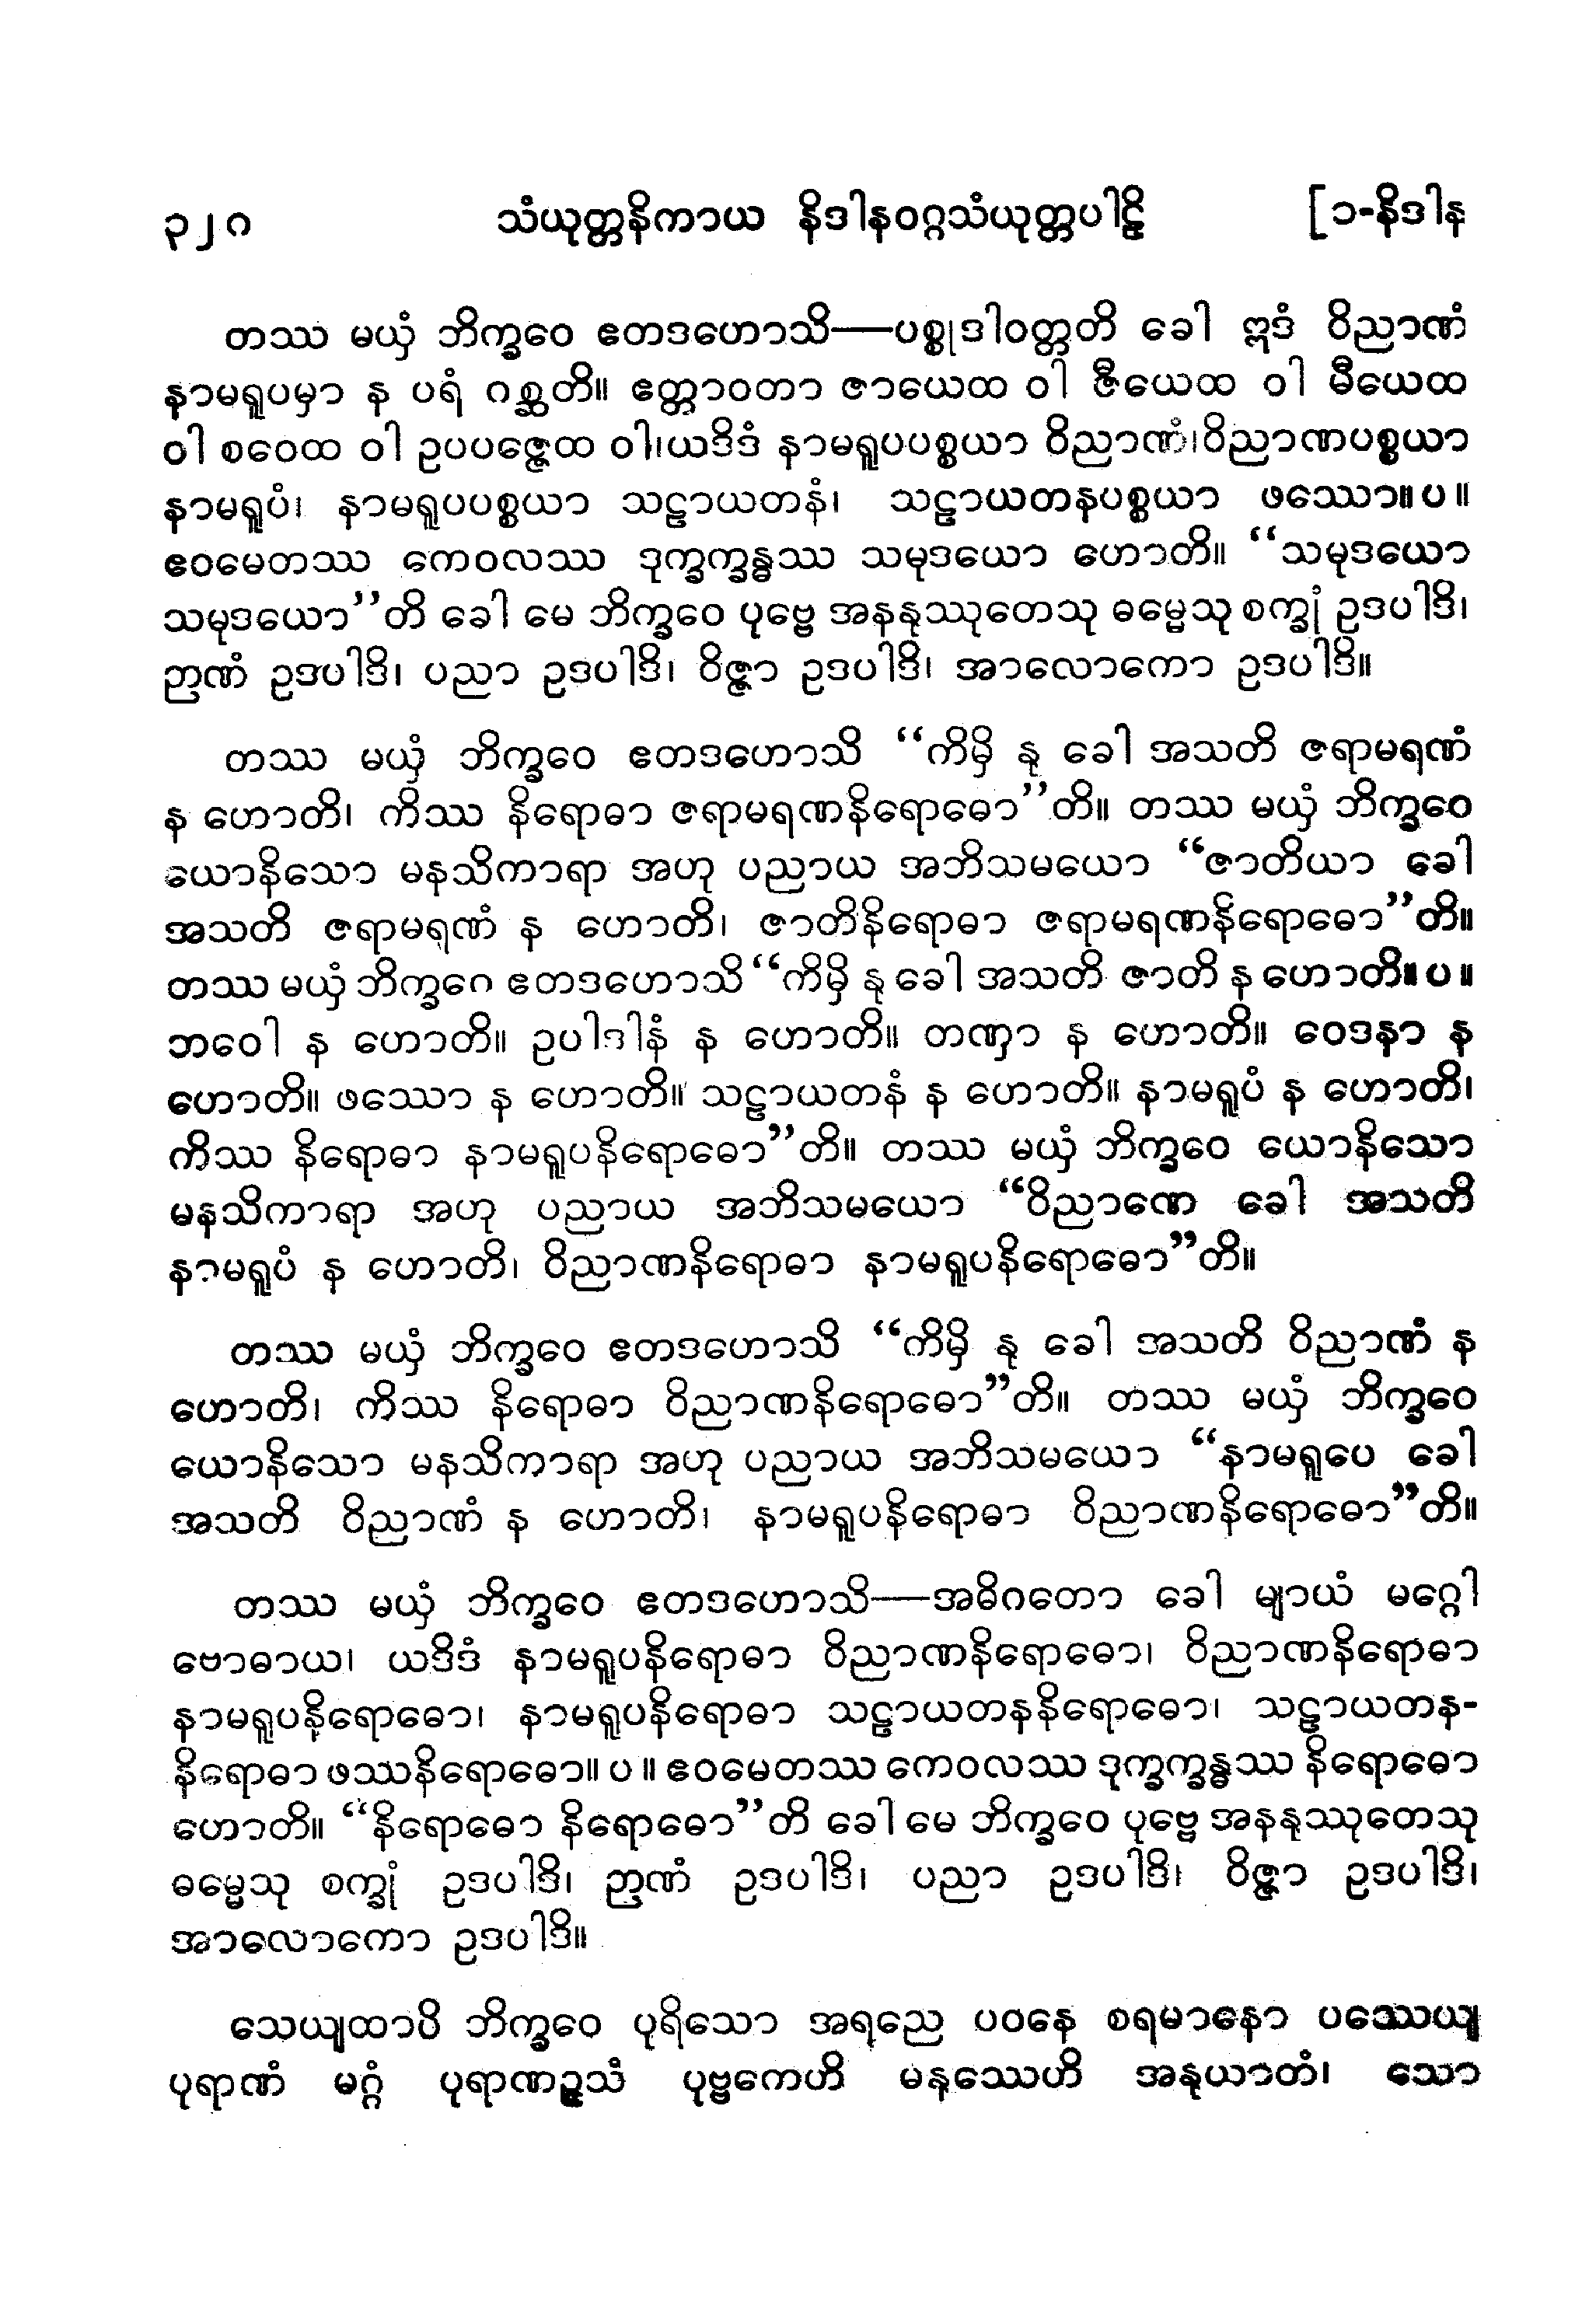 ၃၂၈ သံယုတ္တနိကာယ နိဒါနဝဂ္ဂသံယုတ္တပါဠိ [၁-နိဒါန
တဿ မယှံ ဘိက္ခဝေ ဧတဒဟောသိ—ပစ္စုဒါဝတ္တတိ ခေါ ဣဒံ ဝိညာဏံ
နာမရူပမှာ န ပရံ ဂစ္ဆတိ။ ဧတ္တာဝတာ ဇာယေထ ဝါ ဇီယေထ ဝါ မီယေထ
ဝါ စဝေထ ဝါ ဥပပဇ္ဇေထ ဝါ၊ယဒိဒံ နာမရူပပစ္စယာ ဝိညာဏံ၊ဝိညာဏပစ္စယာ
နာမရူပံ၊ နာမရူပပစ္စယာ သဠာယတနံ၊ သဠာယတနပစ္စယာ ဖဿော။ပ။
ဧဝမေတဿ ကေဝလဿ ဒုက္ခက္ခန္ဓဿ သမုဒယော ဟောတိ။ “သမုဒယော
သမုဒယော”တိ ခေါ မေ ဘိက္ခဝေ ပုဗ္ဗေ အနနုဿုတေသု ဓမ္မေသု စက္ခုံ ဥဒပါဒိ၊
ဉာဏံ ဥဒပါဒိ၊ ပညာ ဥဒပါဒိ၊ ဝိဇ္ဇာ ဥဒပါဒိ၊ အာလောကော ဥဒပါဒိ။
တဿ မယှံ ဘိက္ခဝေ ဧတဒဟောသိ “ကိမှိ နု ခေါ အသတိ ဇရာမရဏံ
န ဟောတိ၊ ကိဿ နိရောဓာ ဇရာမရဏနိရောဓော”တိ။ တဿ မယှံ ဘိက္ခဝေ
ယောနိသော မနသိကာရာ အဟု ပညာယ အဘိသမယော “ဇာတိယာ ခေါ
အသတိ ဇရာမရဏံ န ဟောတိ၊ ဇာတိနိရောဓာ ဇရာမရဏနိရောဓော”တိ။
တဿ မယှံ ဘိက္ခဝေ ဧတဒဟောသိ “ကိမှိ နု ခေါ အသတိ ဇာတိ န ဟောတိ။ပ။
ဘဝေါ န ဟောတိ။ ဥပါဒါနံ န ဟောတိ။ တဏှာ န ဟောတိ။ ဝေဒနာ န
ဟောတိ။ ဖဿော န ဟောတိ။ သဠာယတနံ န ဟောတိ။ နာမရူပံ န ဟောတိ၊
ကိဿ နိရောဓာ နာမရူပနိရောဓော”တိ။ တဿ မယှံ ဘိက္ခဝေ ယောနိသော
မနသိကာရာ အဟု ပညာယ အဘိသမယော “ဝိညာဏေ ခေါ အသတိ
နာမရူပံ န ဟောတိ၊ ဝိညာဏနိရောဓာ နာမရူပနိရောဓော”တိ။
တဿ မယှံ ဘိက္ခဝေ ဧတဒဟောသိ “ကိမှိ နု ခေါ အသတိ ဝိညာဏံ န
ဟောတိ၊ ကိဿ နိရောဓာ ဝိညာဏနိရောဓော”တိ။ တဿ မယှံ ဘိက္ခဝေ
ယောနိသော မနသိကာရာ အဟု ပညာယ အဘိသမယော “နာမရူပေ ခေါ
အသတိ ဝိညာဏံ န ဟောတိ၊ နာမရူပနိရောဓာ ဝိညာဏနိရောဓော”တိ။
တဿ မယှံ ဘိက္ခဝေ ဧတဒဟောသိ—အဓိဂတော ခေါ မျာယံ မဂ္ဂေါ
ဗောဓာယ၊ ယဒိဒံ နာမရူပနိရောဓာ ဝိညာဏနိရောဓော၊ ဝိညာဏနိရောဓာ
နာမရူပနိရောဓော၊ နာမရူပနိရောဓာ သဠာယတနနိရောဓော၊ သဠာယတန-
နိရောဓာ ဖဿနိရောဓော။ပ။ ဧဝမေတဿ ကေဝလဿ ဒုက္ခက္ခန္ဓဿ နိရောဓော
ဟောတိ။ “နိရောဓော နိရောဓော”တိ ခေါ မေ ဘိက္ခဝေ ပုဗ္ဗေ အနနုဿုတေသု
ဓမ္မေသု စက္ခုံ ဥဒပါဒိ၊ ဉာဏံ ဥဒပါဒိ၊ ပညာ ဥဒပါဒိ၊ ဝိဇ္ဇာ ဥဒပါဒိ၊
အာလောကော ဥဒပါဒိ။
သေယျထာပိ ဘိက္ခဝေ ပုရိသော အရညေ ပဝနေ စရမာနော ပဿေယျ
ပုရာဏံ မဂ္ဂံ ပုရာဏဉ္ဇသံ ပုဗ္ဗကေဟိ မနုဿေဟိ အနုယာတံ၊ သော